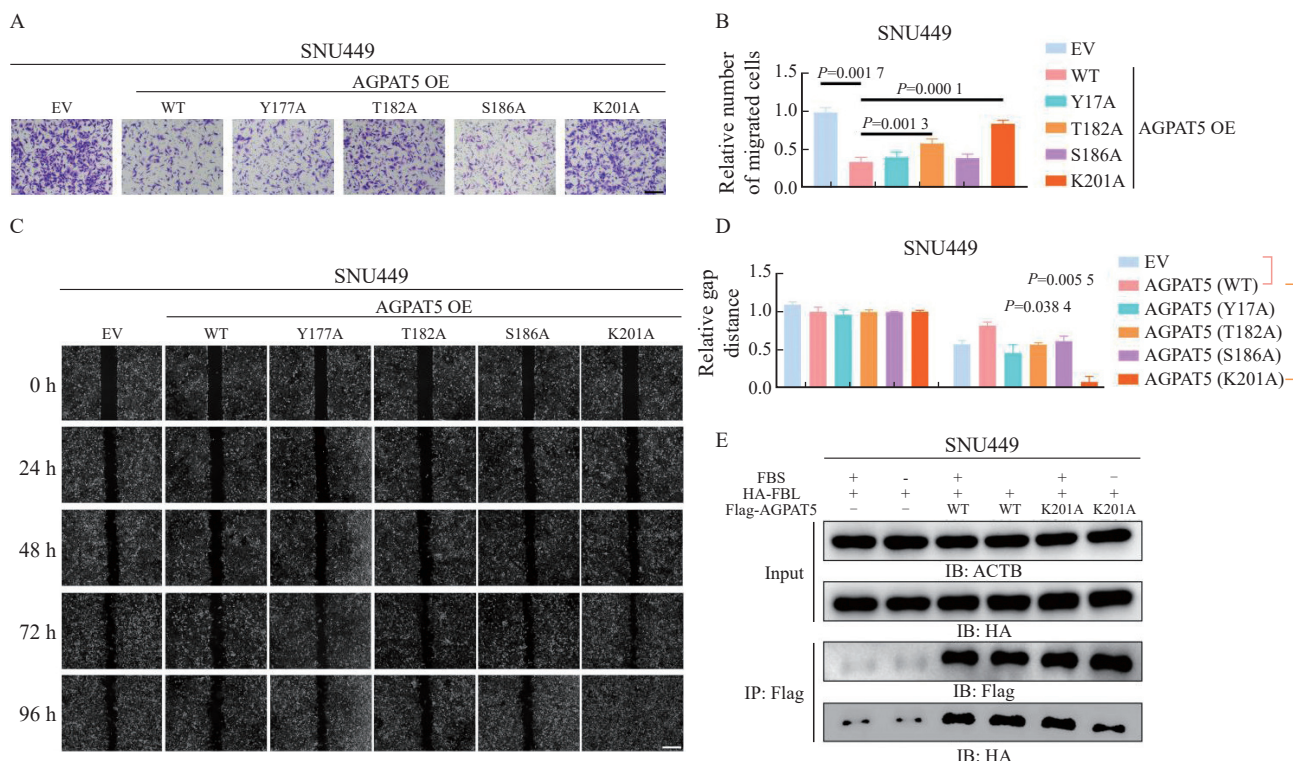 A
SNU449
AGPAT5 OE
EV WT Y177A T182A S186A K201A
B
SNU449
Relative number
of migrated cells
1.5
1.0
0.5
0.0
P=0.001 7
P=0.000 1
P=0.001 3
EV
WT
Y17A
T182A
S186A
K201A
AGPAT5 OE
C
SNU449
AGPAT5 OE
EV WT Y177A T182A S186A K201A
0 h
24 h
48 h
72 h
96 h
D
SNU449
Relative gap
distance
1.5
1.0
0.5
0.0
P=0.005 5
P=0.038 4
EV
AGPAT5 (WT)
AGPAT5 (Y17A)
AGPAT5 (T182A)
AGPAT5 (S186A)
AGPAT5 (K201A)
E
SNU449
FBS + - + + −
HA-FBL + + + + + +
Flag-AGPAT5 − − WT WT K201A K201A
Input
IB: ACTB
IB: HA
IP: Flag
IB: Flag
IB: HA